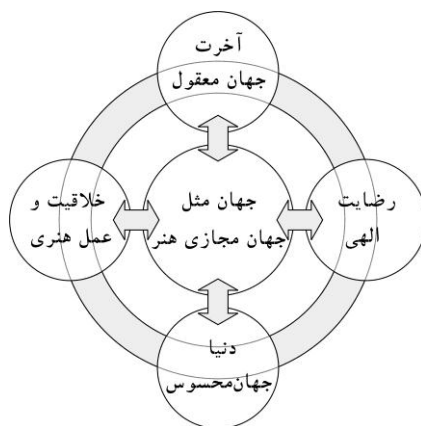 آخرت
جهان معقول
خلاقیت و
عمل هنری
جهان مثل
جهان مجازی هنر
رضایت
الهی
دنیا
جهان‌محسوس